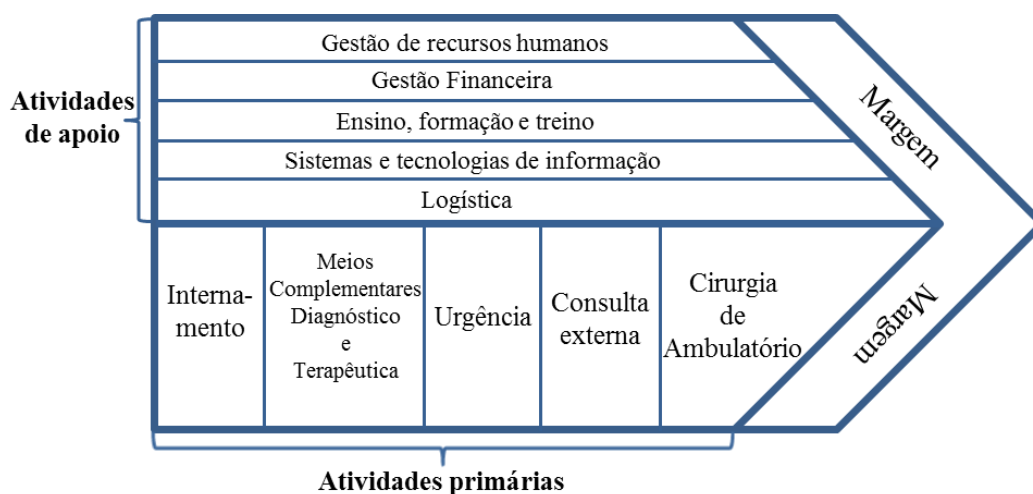 Gestão de recursos humanos
Gestão Financeira
Ensino, formação e treino
Sistemas e tecnologias de informação
Logística
Atividades
de apoio
Margem
Interna-
mento
Meios
Complementares
Diagnóstico
e
Terapêutica
Urgência
Consulta
externa
Cirurgia
de
Ambulatório
Margem
Atividades primárias